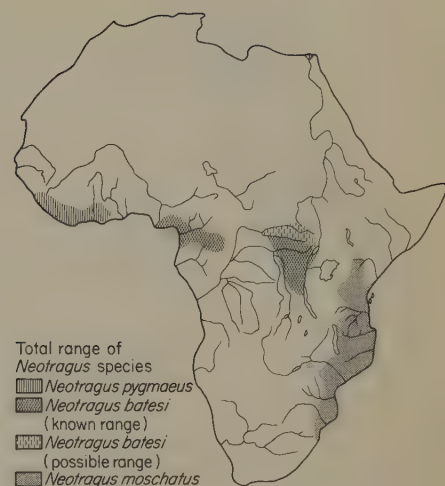 Total range of
Neotragus species
Neotragus pygmaeus
Neotragus batesi
(known range)
Neotragus batesi
(possible range)
Neotragus moschatus